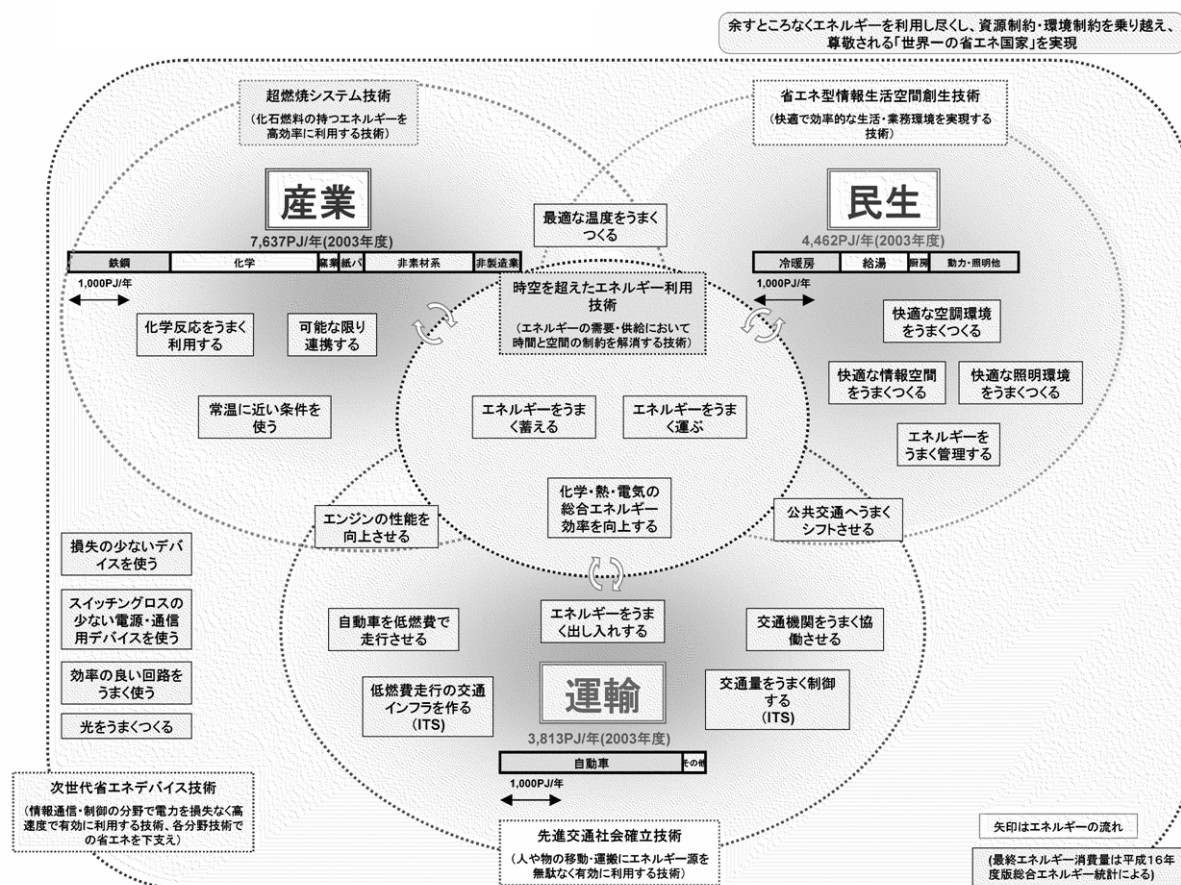 余すところなくエネルギーを利用し尽くし、資源制約・環境制約を乗り越え、
尊敬される「世界一の省エネ国家」を実現
超燃焼システム技術
(化石燃料の持つエネルギーを
高効率に利用する技術)
省エネ型情報生活空間創生技術
(快適で効率的な生活・業務環境を実現する
技術)
産業
7,637PJ/年(2003年度)
鉄鋼
化学
窯業
紙パ
非素材系
非製造業
1,000PJ/年
最適な温度をうまく
つくる
民生
4,462PJ/年(2003年度)
冷暖房
給湯
厨房
動力・照明他
1,000PJ/年
時空を超えたエネルギー利用
技術
(エネルギーの需要・供給において
時間と空間の制約を解消する技術)
化学反応をうまく
利用する
可能な限り
連携する
常温に近い条件を
使う
快適な空調環境
をうまくつくる
快適な情報空間
をうまくつくる
快適な照明環境
をうまくつくる
エネルギーを
うまく管理する
エネルギーをうま
く蓄える
エネルギーをうま
く運ぶ
化学・熱・電気の
総合エネルギー
効率を向上する
エンジンの性能を
向上させる
公共交通へうまく
シフトさせる
損失の少ないデバ
イスを使う
スイッチングロスの
少ない電源・通信
用デバイスを使う
効率の良い回路を
うまく使う
光をうまくつくる
自動車を低燃費で
走行させる
エネルギーをうま
く出し入れする
交通機関をうまく協
働させる
低燃費走行の交通
インフラを作る
(ITS)
交通量をうまく制御
する
(ITS)
運輸
3,813PJ/年(2003年度)
自動車
その他
1,000PJ/年
次世代省エネデバイス技術
(情報通信・制御の分野で電力を損失なく高
速度で有効に利用する技術、各分野技術で
の省エネを下支え)
先進交通社会確立技術
(人や物の移動・運搬にエネルギー源を
無駄なく有効に利用する技術)
矢印はエネルギーの流れ
(最終エネルギー消費量は平成16年
度版総合エネルギー統計による)